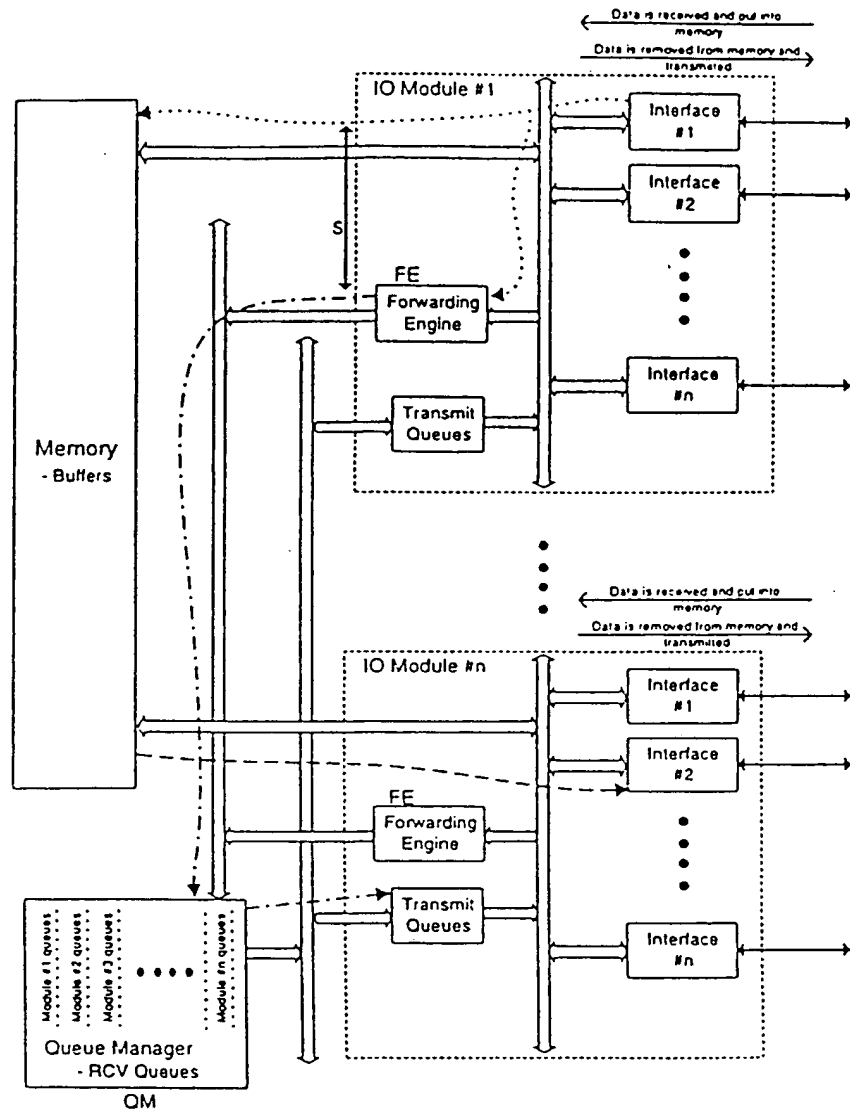 Data is received and put into
memory
Data is removed from memory and
transmitted
IO Module #1
Interface
#1
Interface
#2
S
FE
Forwarding
Engine
Interface
#n
Transmit
Queues
Memory
- Buffers
Data is received and put into
memory
Data is removed from memory and
transmitted
IO Module #n
Interface
#1
Interface
#2
FE
Forwarding
Engine
Transmit
Queues
Interface
#n
Module #1 queues
Module #2 queues
Module #3 queues
Module #n queues
Queue Manager
- RCV Queues
QM